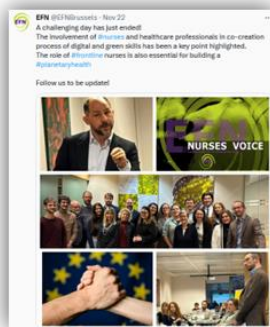 EFN @EFNBrussels · Nov 22
A challenging day has just ended!
The involvement of #nurses and healthcare professionals in co-creation
process of digital and green skills has been a key point highlighted.
The role of #frontline nurses is also essential for building a
#planetaryhealth
Follow us to be update!
EFN
NURSES VOICE